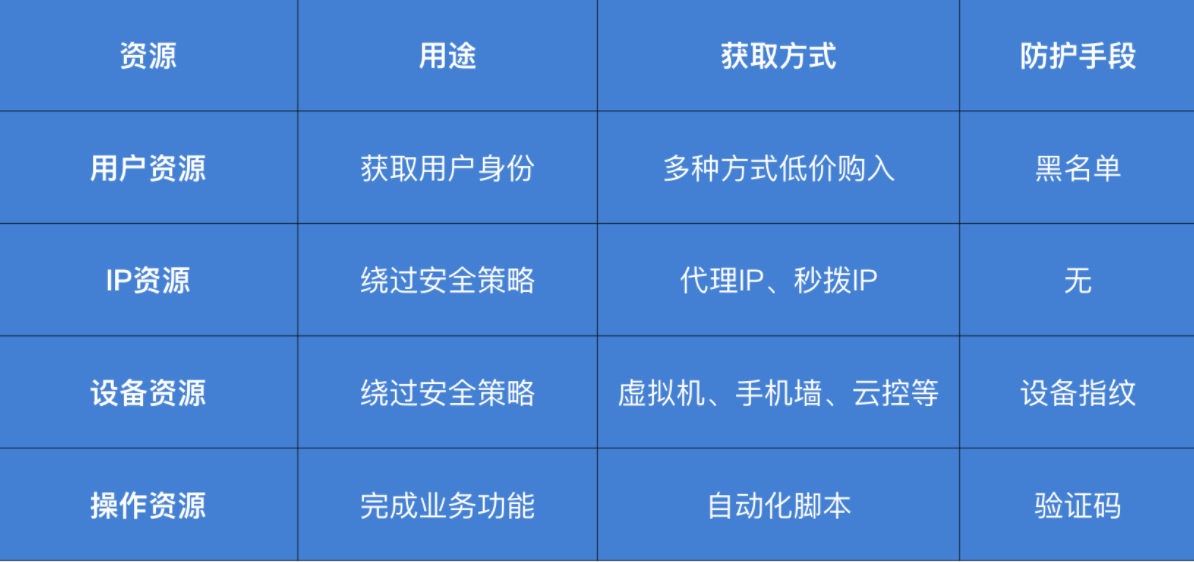 资源 用途 获取方式 防护手段
用户资源 获取用户身份 多种方式低价购入 黑名单
IP资源 绕过安全策略 代理IP、秒拨IP 无
设备资源 绕过安全策略 虚拟机、手机墙、云控等 设备指纹
操作资源 完成业务功能 自动化脚本 验证码